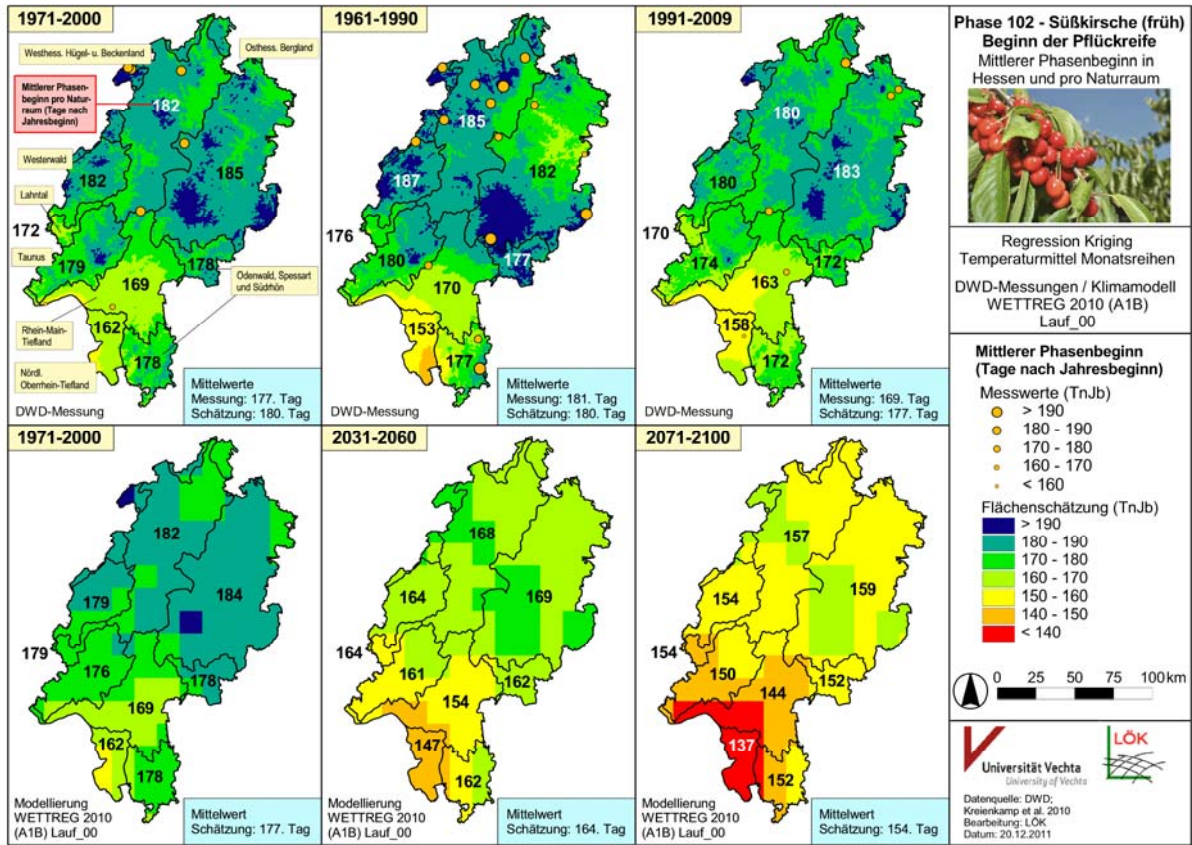 1971-2000
Westhess. Hügel- u. Beckenland
Osthess. Bergland
Mittlerer Phasen-
beginn pro Natur-
raum (Tage nach
Jahresbeginn)
182
Westerwald
182
185
Lahntal
172
Taunus
179
178
169
Odenwald, Spessart
und Südrhön
Rhein-Main-
Tiefland
162
178
Nördl.
Oberrhein-Tiefland
DWD-Messung
Mittelwerte
Messung: 177. Tag
Schätzung: 180. Tag
1961-1990
185
187
182
176
180
177
170
153
177
DWD-Messung
Mittelwerte
Messung: 181. Tag
Schätzung: 180. Tag
1991-2009
180
180
183
170
174
172
163
158
172
DWD-Messung
Mittelwerte
Messung: 169. Tag
Schätzung: 177. Tag
1971-2000
182
179
184
179
176
178
169
162
178
Modellierung
WETTREG 2010
(A1B) Lauf_00
Mittelwert
Schätzung: 177. Tag
2031-2060
168
164
169
164
161
162
154
147
162
Modellierung
WETTREG 2010
(A1B) Lauf_00
Mittelwert
Schätzung: 164. Tag
2071-2100
157
154
159
154
150
152
144
137
152
Modellierung
WETTREG 2010
(A1B) Lauf_00
Mittelwert
Schätzung: 154. Tag
Phase 102 - Süßkirsche (früh)
Beginn der Pflückreife
Mittlerer Phasenbeginn in
Hessen und pro Naturraum
Regression Kriging
Temperaturmittel Monatsreihen
DWD-Messungen / Klimamodell
WETTREG 2010 (A1B)
Lauf_00
Mittlerer Phasenbeginn
(Tage nach Jahresbeginn)
Messwerte (TnJb)
> 190
180 - 190
170 - 180
160 - 170
< 160
Flächenschätzung (TnJb)
> 190
180 - 190
170 - 180
160 - 170
150 - 160
140 - 150
< 140
0 25 50 75 100 km
Universität Vechta
University of Vechta
LÖK
Datenquelle: DWD;
Kreienkamp et al. 2010
Bearbeitung: LÖK
Datum: 20.12.2011